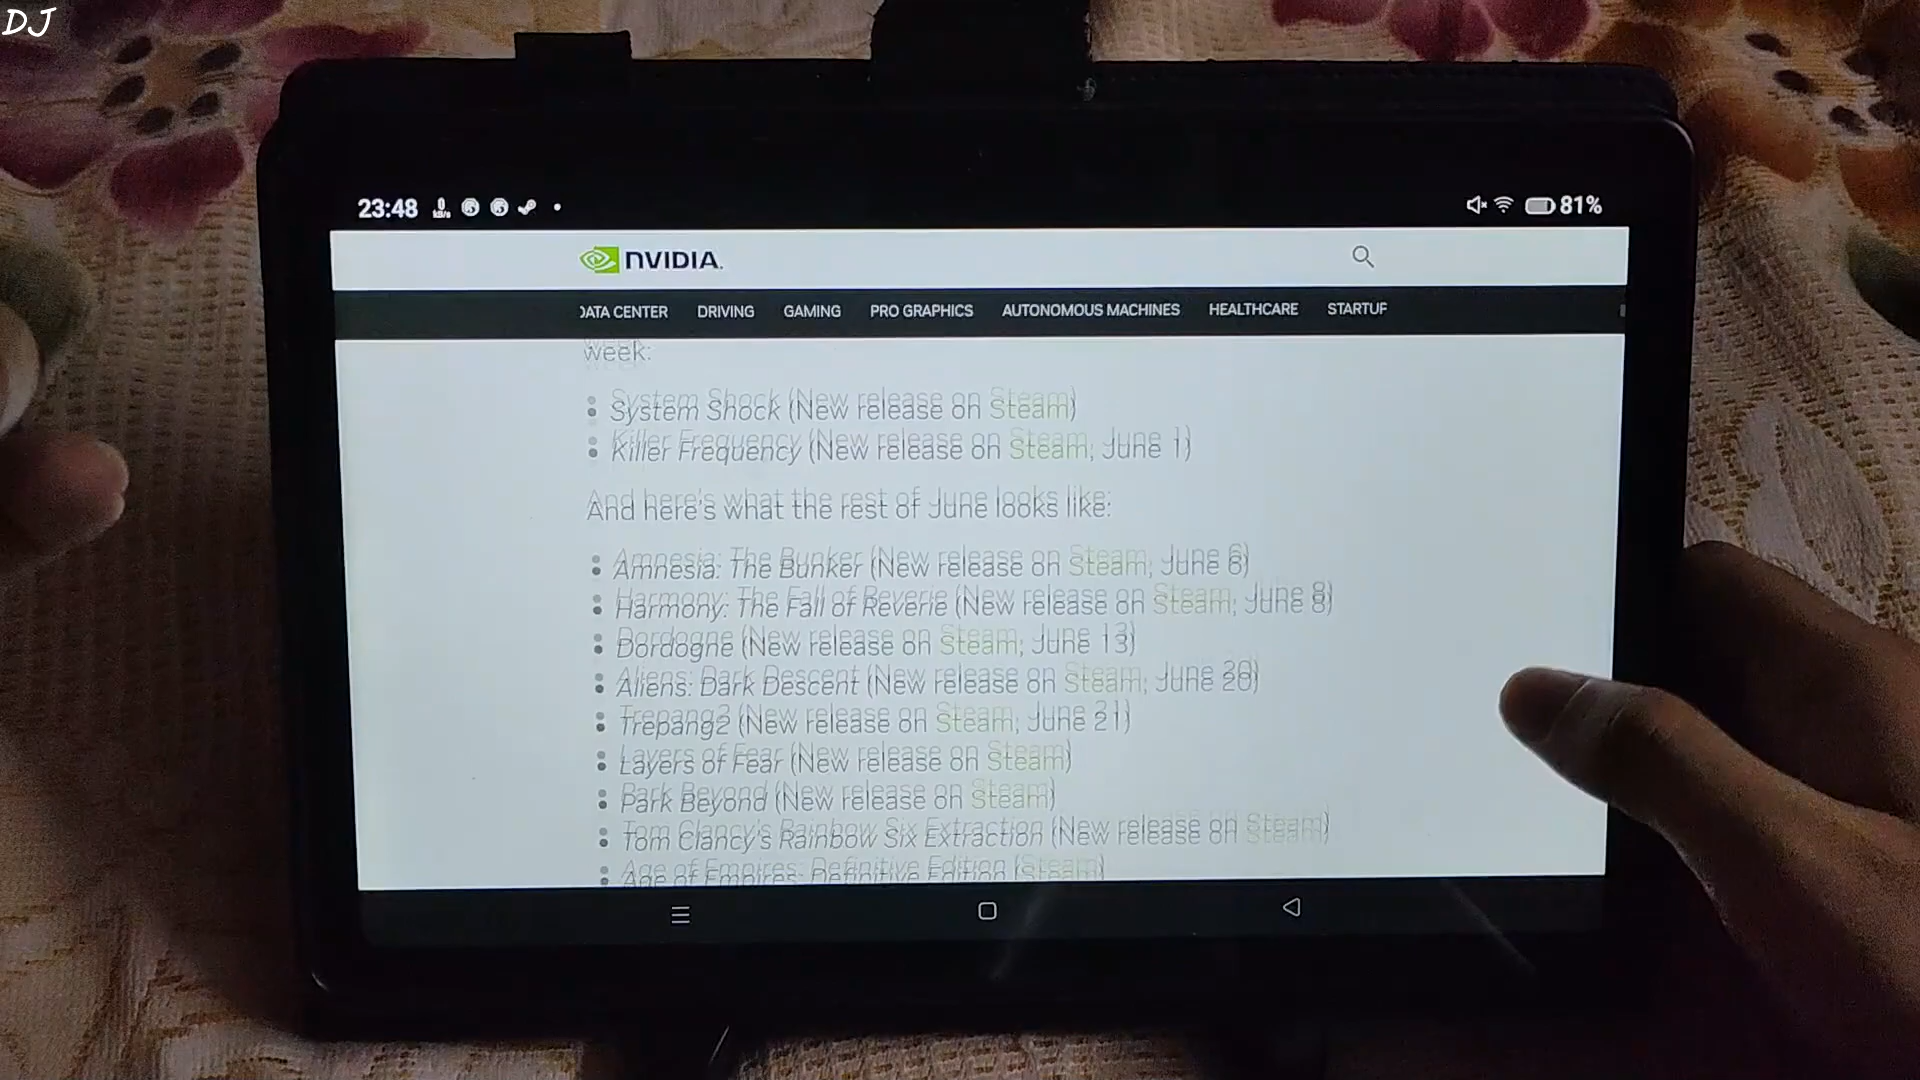 DJ
23:48
0
kB/s
81%
NVIDIA.
DATA CENTER DRIVING GAMING PRO GRAPHICS AUTONOMOUS MACHINES HEALTHCARE STARTUP
week:
• System Shock (New release on Steam)
• Killer Frequency (New release on Steam, June 1)
And here's what the rest of June looks like:
• Amnesia: The Bunker (New release on Steam, June 6)
• Harmony: The Fall of Reverie (New release on Steam, June 8)
• Dordogne (New release on Steam, June 13)
• Aliens: Dark Descent (New release on Steam, June 20)
• Trepang2 (New release on Steam, June 21)
• Layers of Fear (New release on Steam)
• Park Beyond (New release on Steam)
• Tom Clancy's Rainbow Six Extraction (New release on Steam)
• Age of Empires: Definitive Edition (Steam)